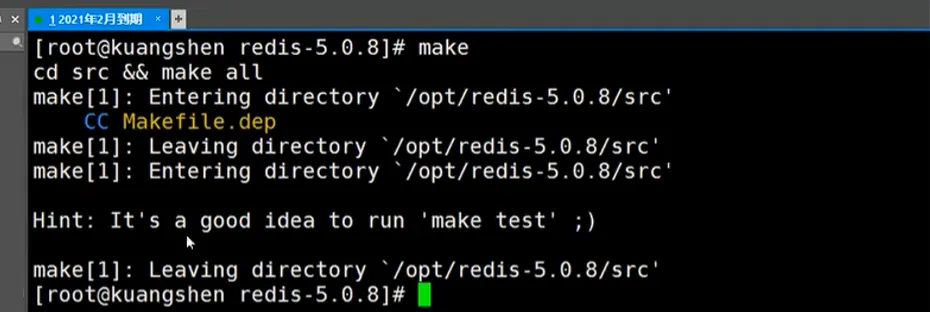 1 2021年2月到期
[root@kuangshen redis-5.0.8]# make
cd src && make all
make[1]: Entering directory `/opt/redis-5.0.8/src'
CC Makefile.dep
make[1]: Leaving directory `/opt/redis-5.0.8/src'
make[1]: Entering directory `/opt/redis-5.0.8/src'
Hint: It's a good idea to run 'make test' ;)
make[1]: Leaving directory `/opt/redis-5.0.8/src'
[root@kuangshen redis-5.0.8]#